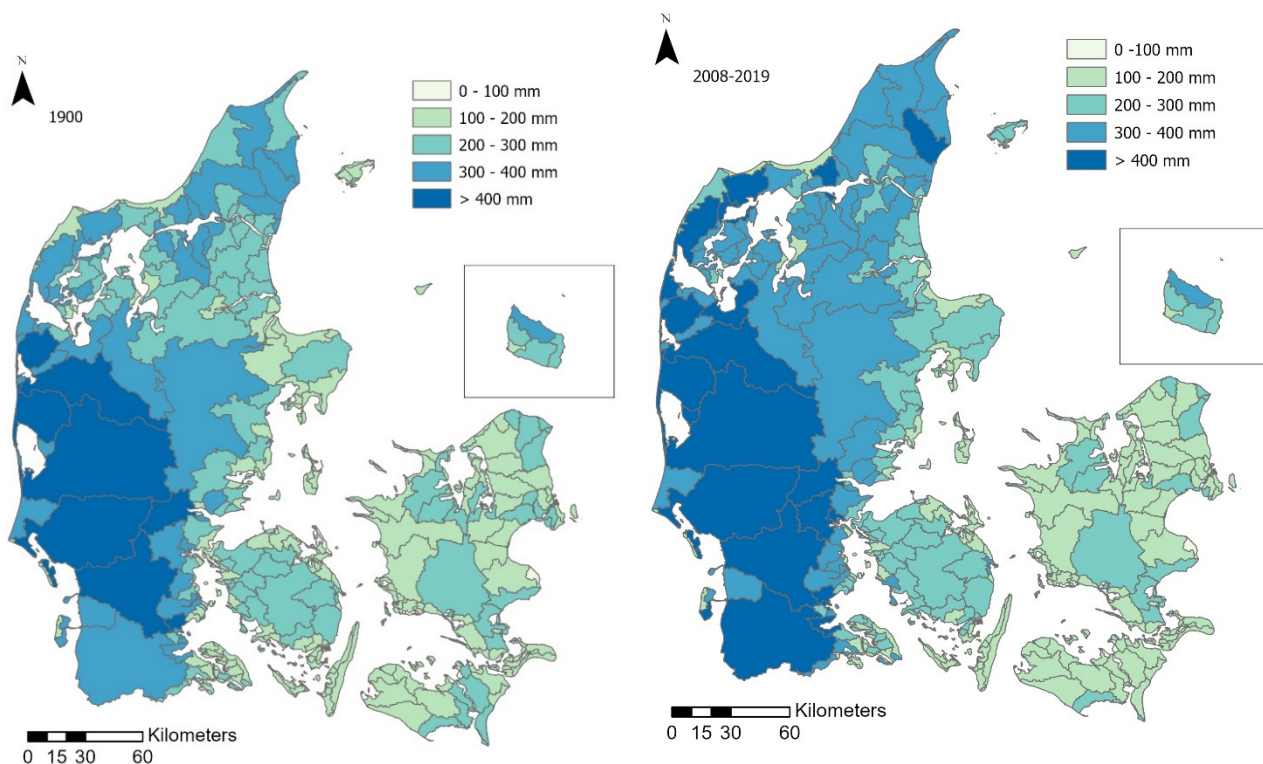 N
1900
0 - 100 mm
100 - 200 mm
200 - 300 mm
300 - 400 mm
> 400 mm
Kilometers
0 15 30 60
N
2008-2019
0 -100 mm
100 - 200 mm
200 - 300 mm
300 - 400 mm
> 400 mm
Kilometers
0 15 30 60